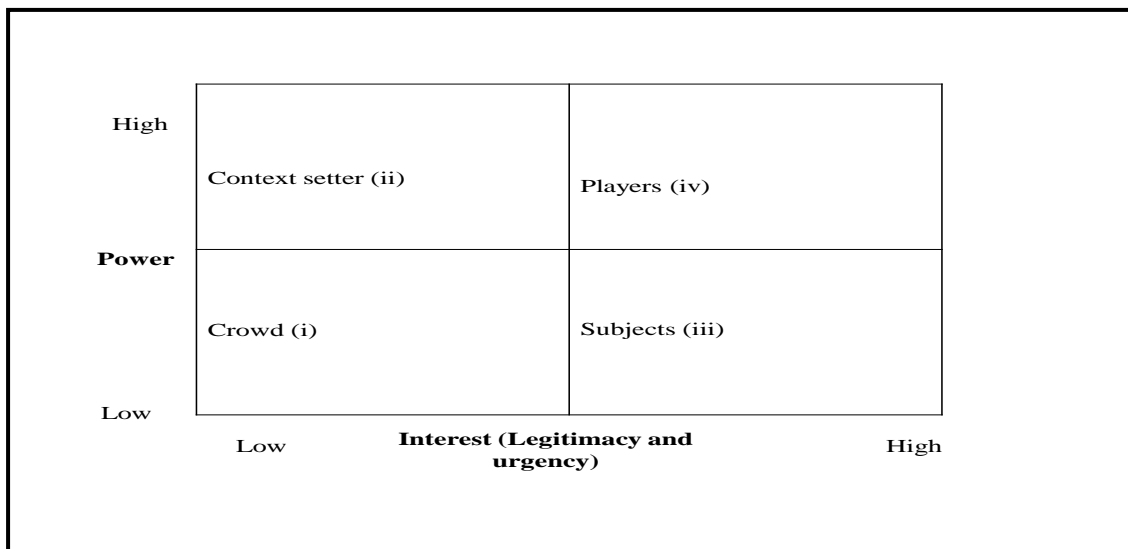 High
Context setter (ii)
Players (iv)
Power
Crowd (i)
Subjects (iii)
Low
Low
Interest (Legitimacy and
urgency)
High